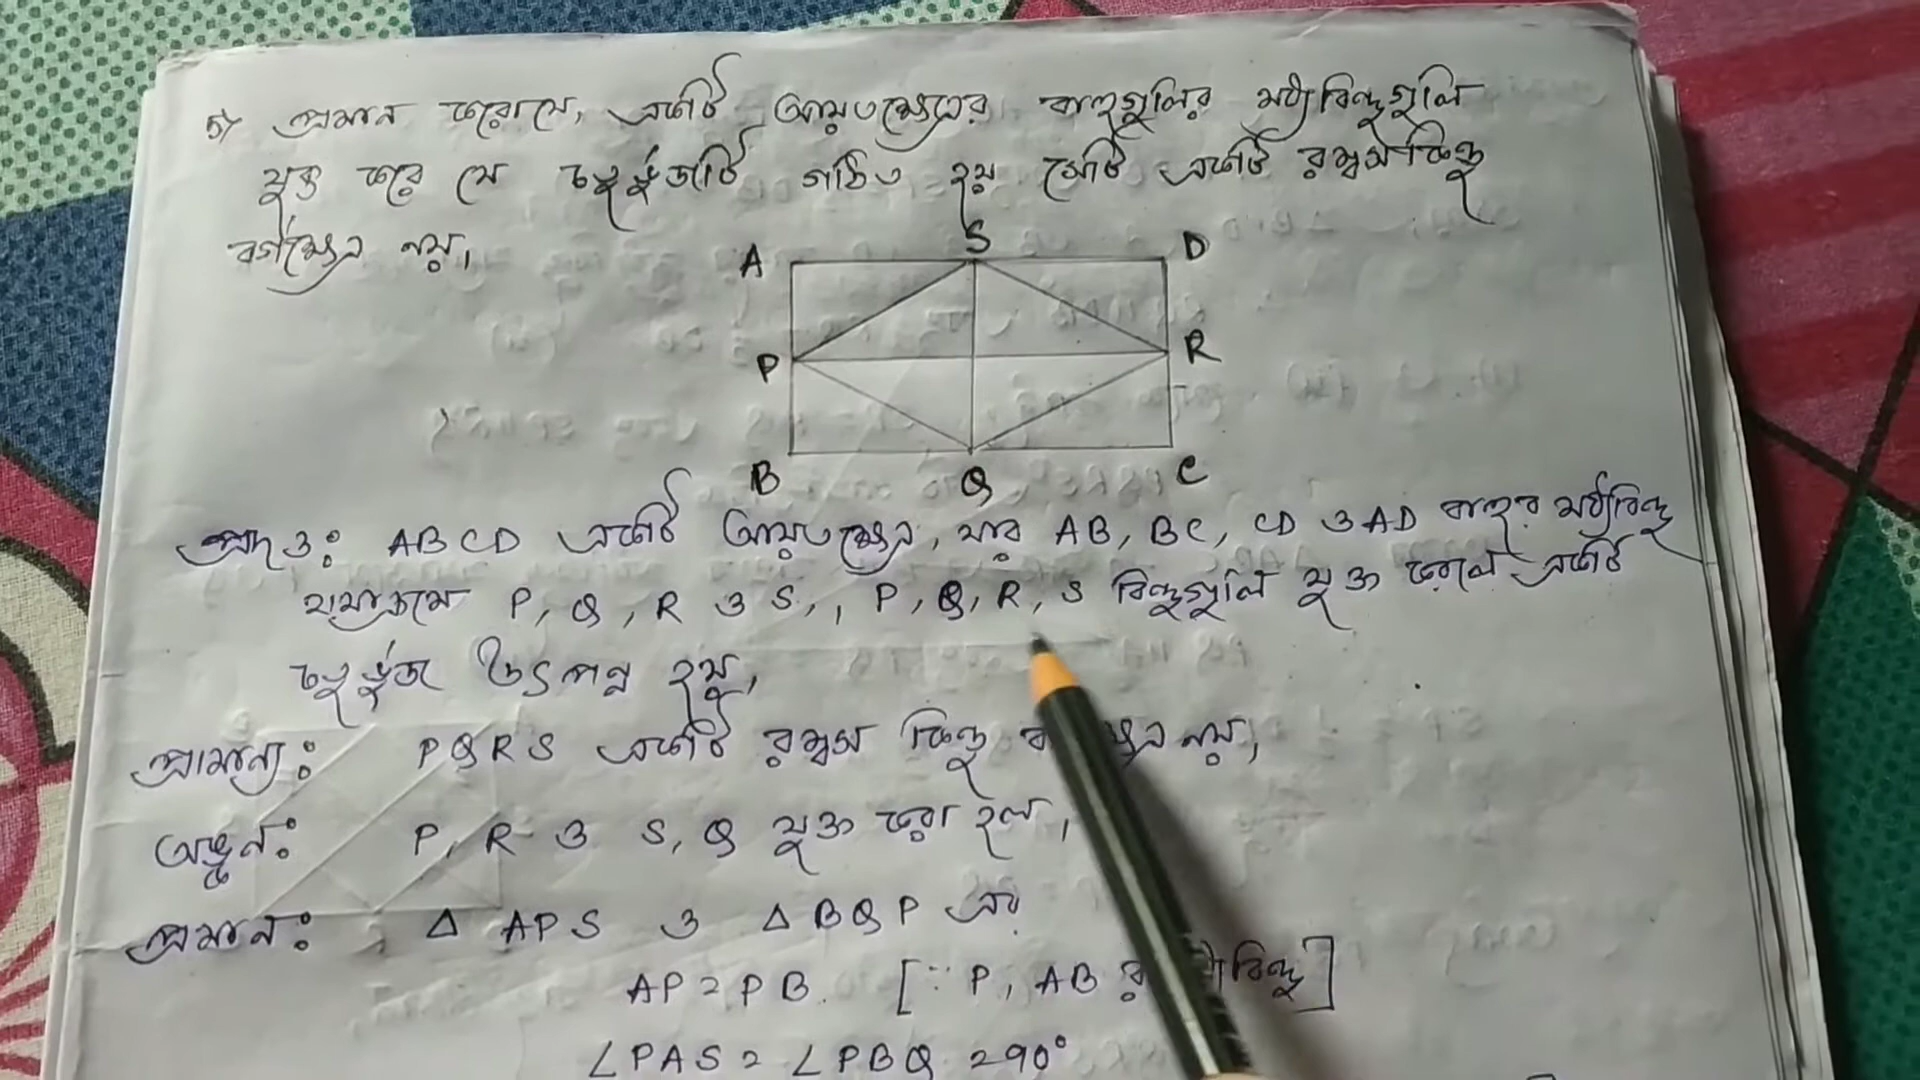 ৫) প্রমান করোযে, একটি আয়তক্ষেত্রের বাহুগুলির মধ্যবিন্দুগুলি
যুক্ত করে যে চতুর্ভুজটি গঠিত হয় সেটি একটি রম্বস কিন্তু
বর্গক্ষেত্র নয়,
A S D
P R
B Q C
প্রদত্ত: ABCD একটি আয়তক্ষেত্র, যার AB, BC, CD ও AD বাহুর মধ্যবিন্দু
যথাক্রমে P, Q, R ও S, , P, Q, R, S বিন্দুগুলি যুক্ত করলে একটি
চতুর্ভুজ উৎপন্ন হয়,
প্রামান্য: PQRS একটি রম্বস কিন্তু নয়,
অঙ্কন: P, R ও S, Q যুক্ত করা হল,
প্রমান: Δ APS ও Δ BQP এর
AP = PB. [∵ P, AB র মধ্যবিন্দু]
∠PAS = ∠PBQ = 90°